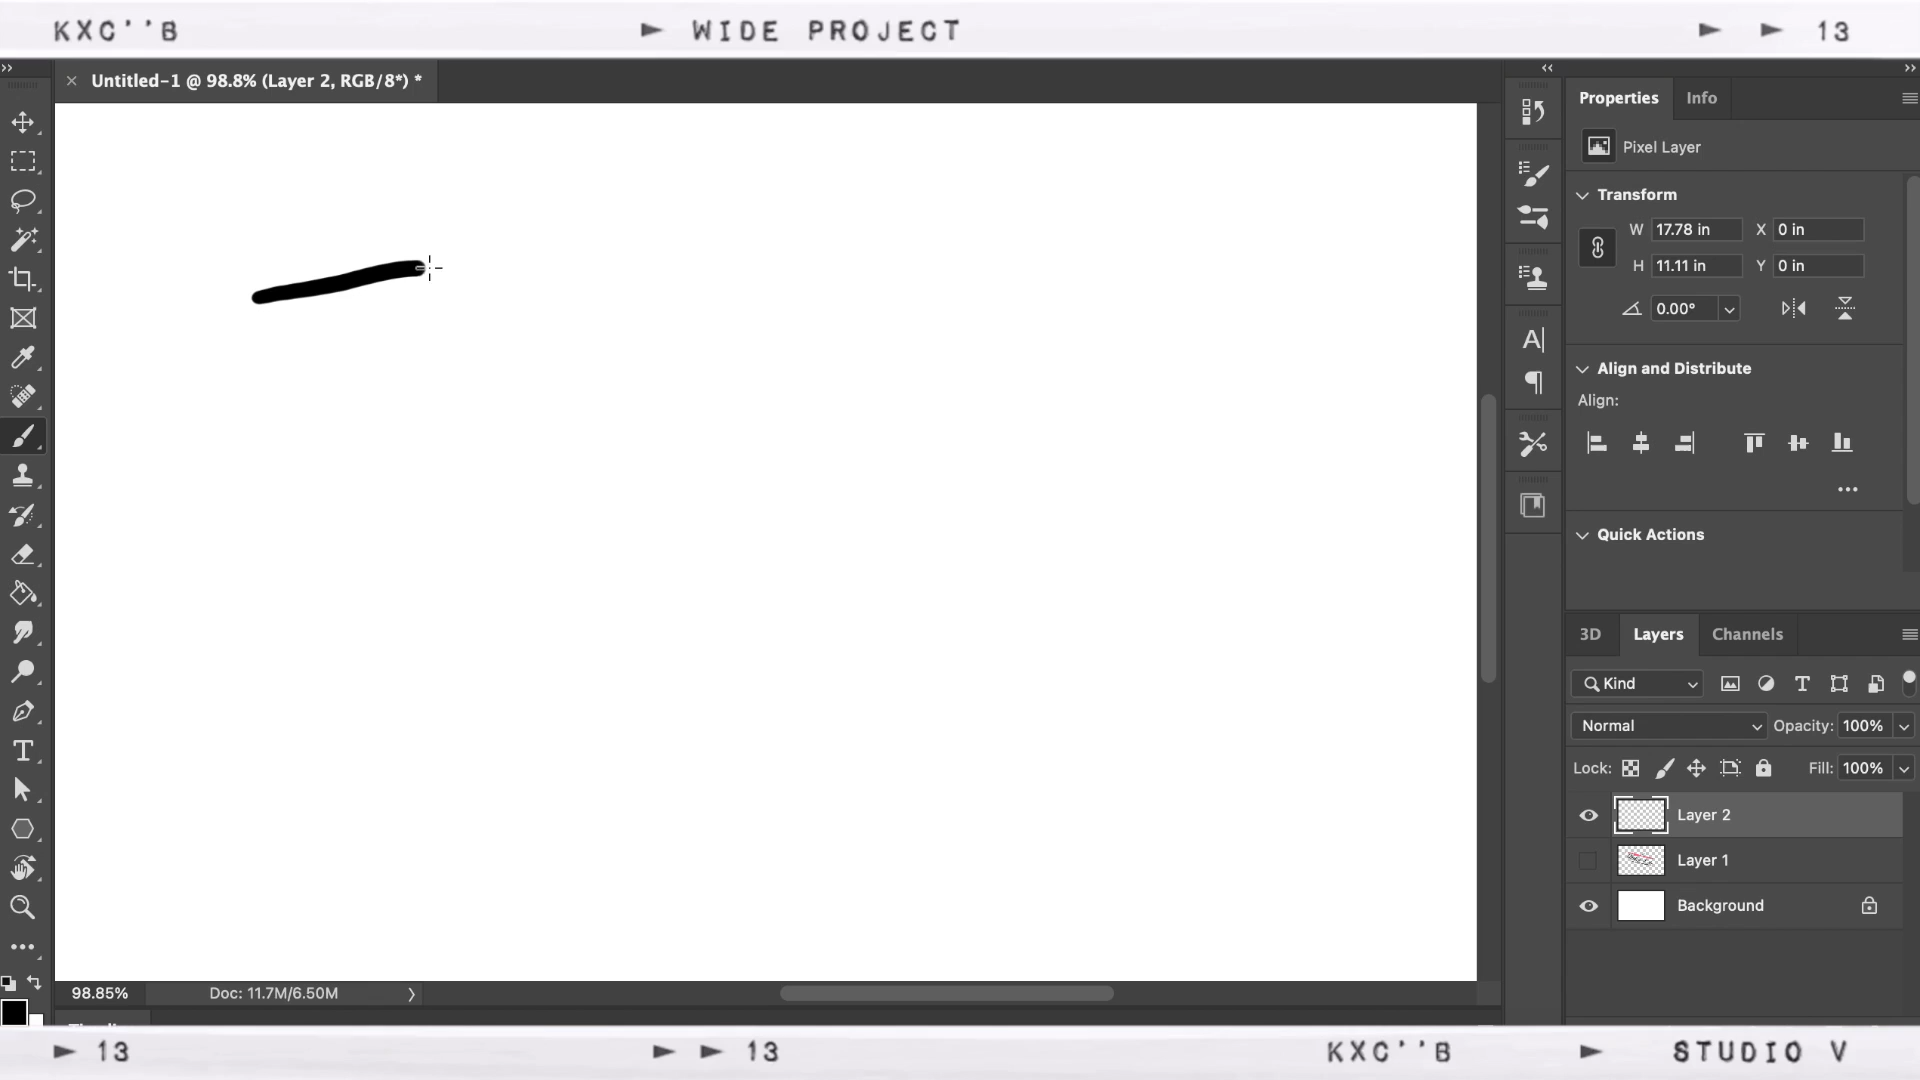 KXC''B ► WIDE PROJECT ► ► 13
Untitled-1 @ 98.8% (Layer 2, RGB/8*) *
Properties Info
Pixel Layer
Transform
W 17.78 in X 0 in
H 11.11 in Y 0 in
0.00°
Align and Distribute
Align:
Quick Actions
3D Layers Channels
Kind
Normal Opacity: 100%
Lock: Fill: 100%
Layer 2
Layer 1
Background
98.85% Doc: 11.7M/6.50M
► 13 ► ► 13 KXC''B ► STUDIO V